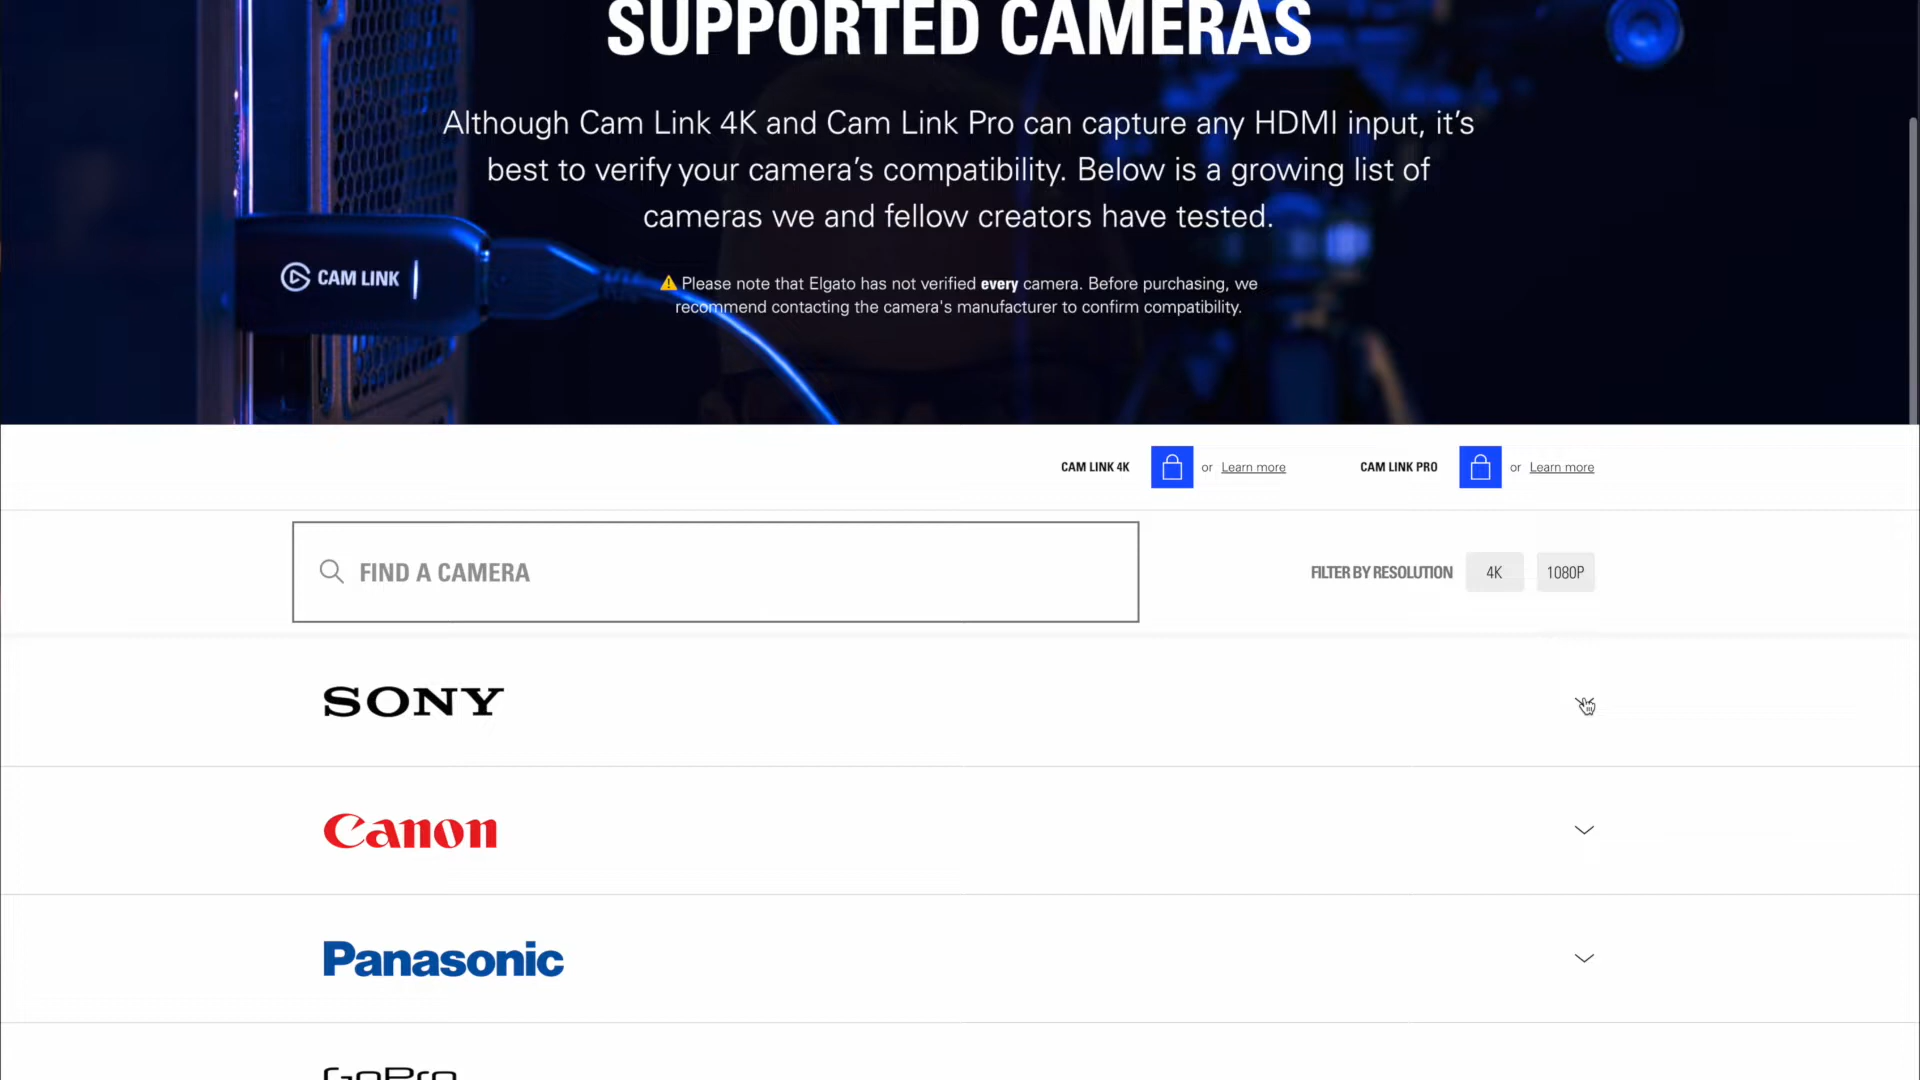 SUPPORTED CAMERAS
Although Cam Link 4K and Cam Link Pro can capture any HDMI input, it’s
best to verify your camera’s compatibility. Below is a growing list of
cameras we and fellow creators have tested.
CAM LINK
⚠ Please note that Elgato has not verified every camera. Before purchasing, we
recommend contacting the camera's manufacturer to confirm compatibility.
CAM LINK 4K or Learn more CAM LINK PRO or Learn more
FIND A CAMERA FILTER BY RESOLUTION 4K 1080P
SONY
Canon
Panasonic
GoPro